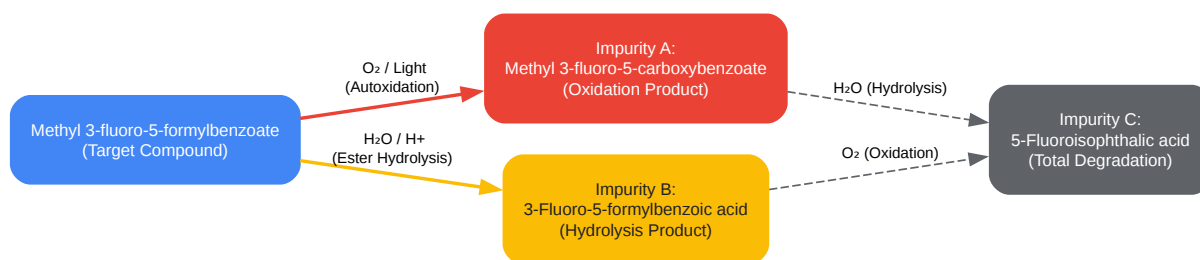 Methyl 3-fluoro-5-formylbenzoate
(Target Compound)
O₂ / Light
(Autoxidation)
H₂O / H+
(Ester Hydrolysis)
Impurity A:
Methyl 3-fluoro-5-carboxybenzoate
(Oxidation Product)
Impurity B:
3-Fluoro-5-formylbenzoic acid
(Hydrolysis Product)
H₂O (Hydrolysis)
O₂ (Oxidation)
Impurity C:
5-Fluoroisophthalic acid
(Total Degradation)